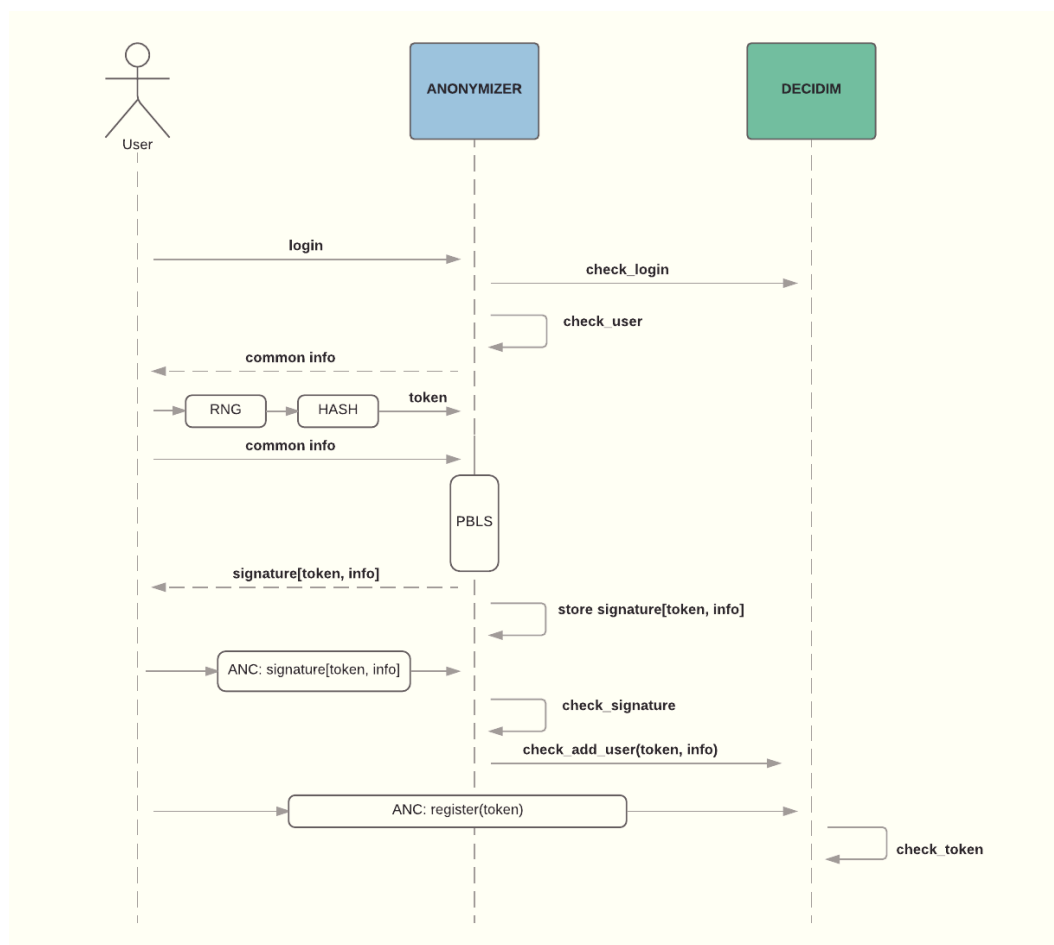 ANONYMIZER
DECIDIM
User
login
check_login
check_user
common info
RNG
HASH
token
common info
PBLS
signature[token, info]
store signature[token, info]
ANC: signature[token, info]
check_signature
check_add_user(token, info)
ANC: register(token)
check_token